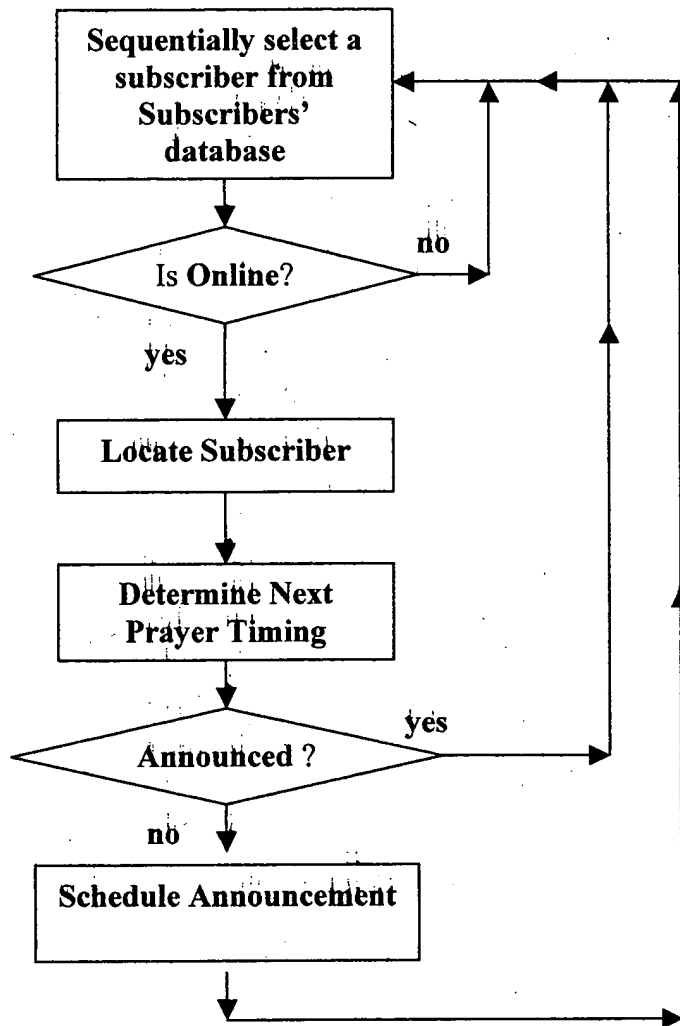 Sequentially select a
subscriber from
Subscribers'
database
no
Is Online?
yes
Locate Subscriber
Determine Next
Prayer Timing
yes
Announced ?
no
Schedule Announcement